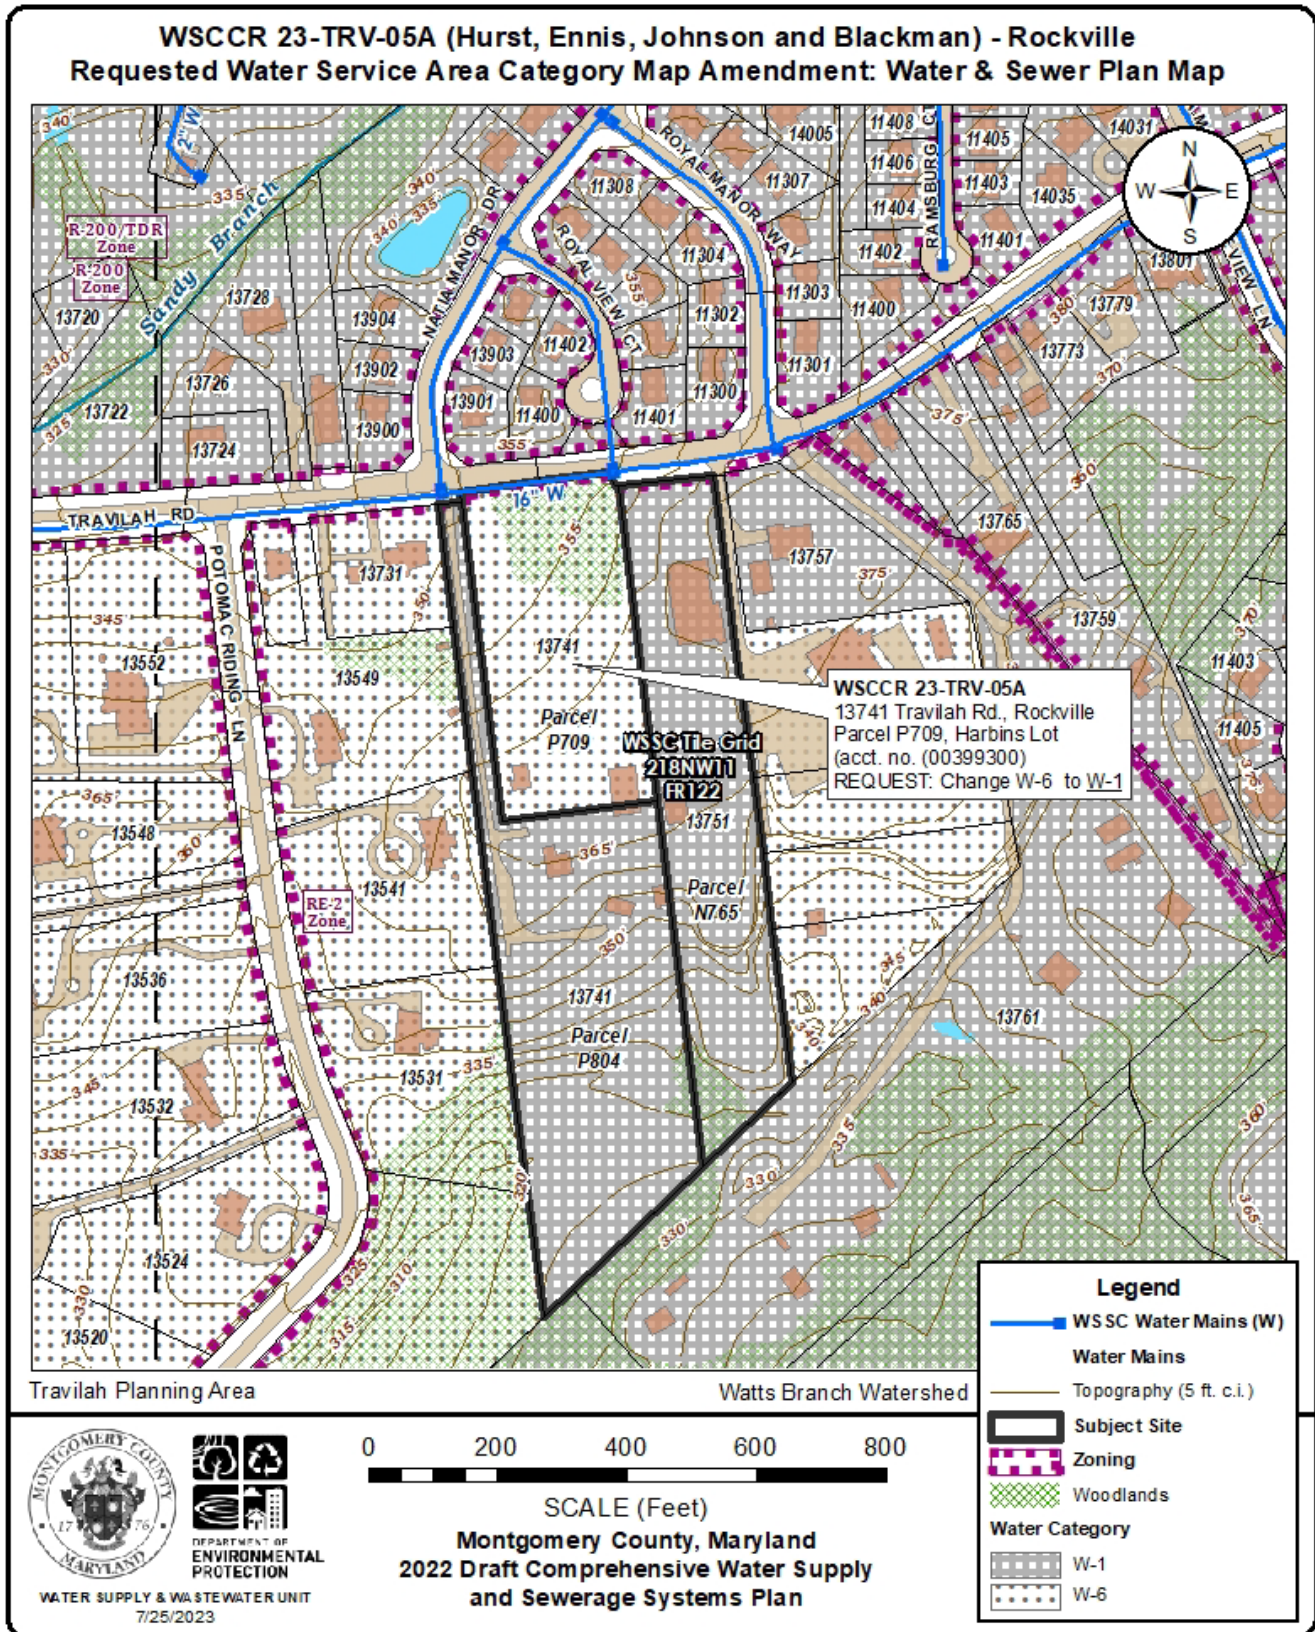 WSCCR 23-TRV-05A (Hurst, Ennis, Johnson and Blackman) - Rockville
Requested Water Service Area Category Map Amendment: Water & Sewer Plan Map
340'
2" W
335'
Sandy Branch
R-200/TDR
Zone
R-200
Zone
13720
13728
330'
13726
13722
325'
13724
340'
335'
340'
NATIA MANOR DR
13904
13902
13900
13903
13901
11308
ROYAL MANOR WAY
ROYAL VIEW CT
355'
11402
11400
11401
355'
14005
11307
11304
11302
11303
11300
11301
11408
11406
11404
11402
11400
RAMSBURG CT
11405
11403
11401
14031
14035
N
W
E
S
13801
VIEW LN
380'
13779
13773
370'
375'
360'
13765
TRAVILAH RD
16" W
POTOMAC RIDING LN
13731
350'
355'
13757
375'
13759
370'
11403
11405
375'
345'
13552
13549
13741
Parcel
P709
WSSC Tile Grid
218NW11
FR122
13751
WSCCR 23-TRV-05A
13741 Travilah Rd., Rockville
Parcel P709, Harbins Lot
(acct. no. (00399300)
REQUEST: Change W-6 to W-1
365'
13548
360'
13541
RE-2
Zone
365'
Parcel
N765
350'
345'
340'
340'
13761
13536
13741
Parcel
P804
335'
13531
345'
13532
335'
335'
330'
330'
320'
360'
365'
13524
330
325'
310'
315'
13520
Travilah Planning Area
Watts Branch Watershed
Legend
WSSC Water Mains (W)
Water Mains
Topography (5 ft. c.i.)
Subject Site
Zoning
Woodlands
Water Category
W-1
W-6
MONTGOMERY COUNTY
17 76
MARYLAND
DEPARTMENT OF
ENVIRONMENTAL
PROTECTION
WATER SUPPLY & WASTEWATER UNIT
7/25/2023
0 200 400 600 800
SCALE (Feet)
Montgomery County, Maryland
2022 Draft Comprehensive Water Supply
and Sewerage Systems Plan